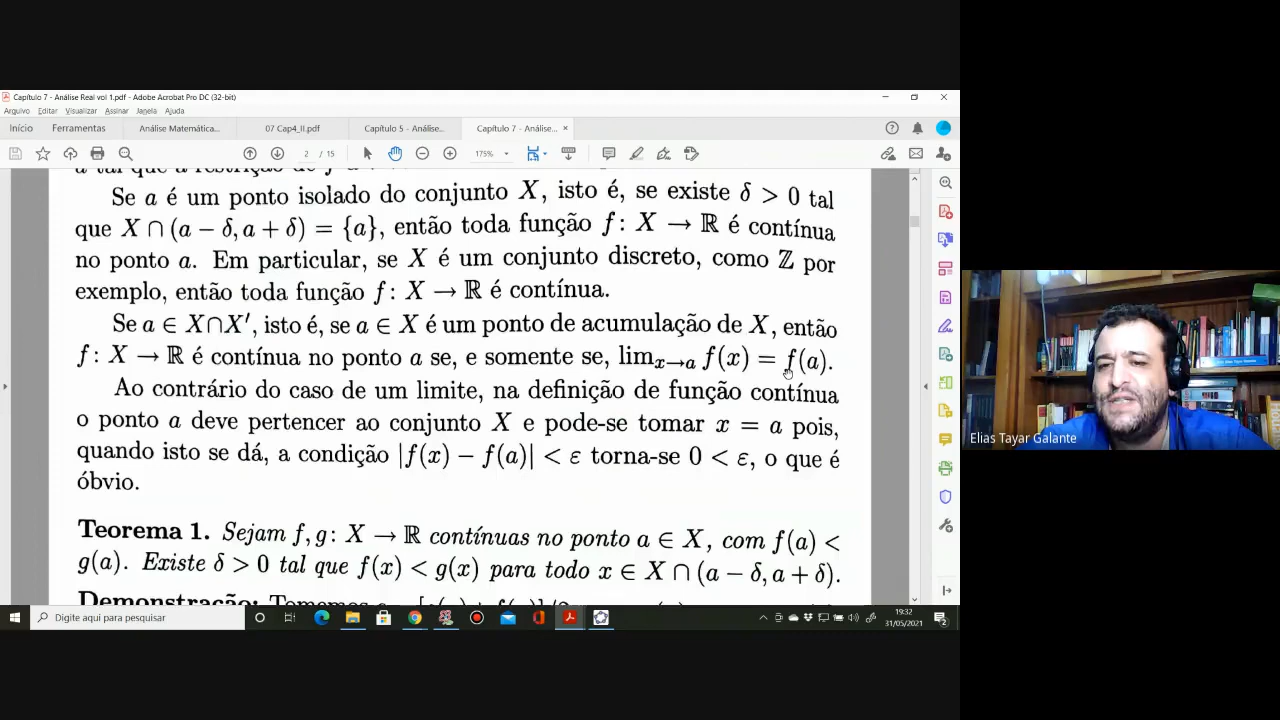 Capítulo 7 - Análise Real vol 1.pdf - Adobe Acrobat Pro DC (32-bit)
Arquivo Editar Visualizar Assinar Janela Ajuda
Início Ferramentas Análise Matemática... 07 Cap4_II.pdf Capítulo 5 - Análise... Capítulo 7 - Análise... ×
2 / 15 175%
Se a é um ponto isolado do conjunto X, isto é, se existe δ > 0 tal
que X ∩ (a − δ, a + δ) = {a}, então toda função f: X → ℝ é contínua
no ponto a. Em particular, se X é um conjunto discreto, como ℤ por
exemplo, então toda função f: X → ℝ é contínua.
Se a ∈ X∩X′, isto é, se a ∈ X é um ponto de acumulação de X, então
f: X → ℝ é contínua no ponto a se, e somente se, lim x→a f(x) = f(a).
Ao contrário do caso de um limite, na definição de função contínua
o ponto a deve pertencer ao conjunto X e pode-se tomar x = a pois,
quando isto se dá, a condição |f(x) − f(a)| < ε torna-se 0 < ε, o que é
óbvio.
Teorema 1. Sejam f, g: X → ℝ contínuas no ponto a ∈ X, com f(a) <
g(a). Existe δ > 0 tal que f(x) < g(x) para todo x ∈ X ∩ (a − δ, a + δ).
Demonstração: Tomemos
Elias Tayar Galante
Digite aqui para pesquisar
19:32
31/05/2021
2